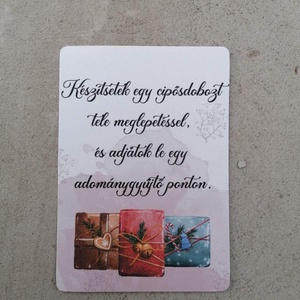 Készítsetek egy cipősdobozt
tele meglepetéssel,
és adjátok le egy
adománygyűjtő ponton.